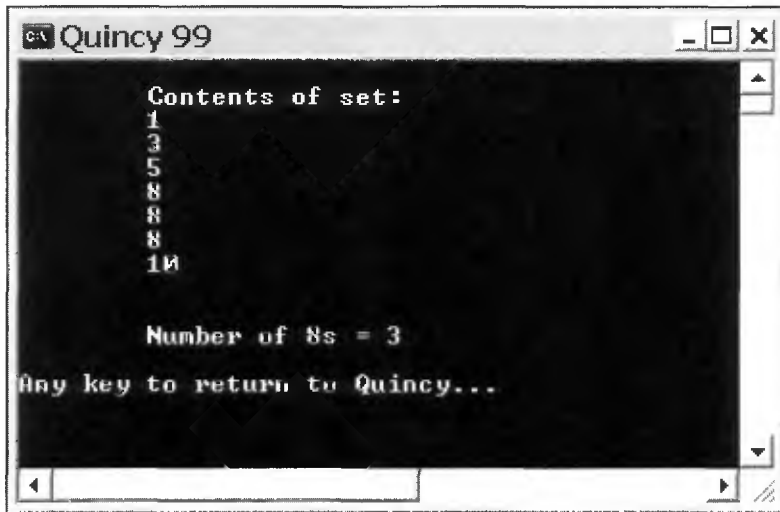 Quincy 99
Contents of set:
1
3
5
8
8
8
10
Number of 8s = 3
Any key to return to Quincy...